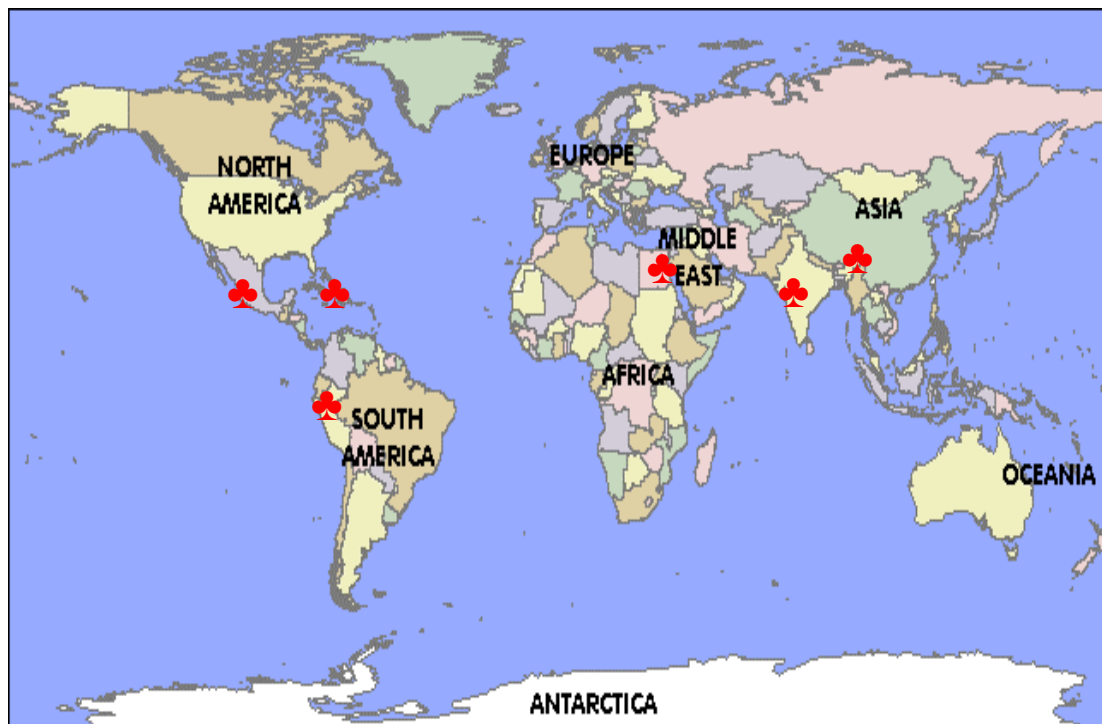 NORTH
AMERICA
EUROPE
ASIA
MIDDLE
EAST
AFRICA
SOUTH
AMERICA
OCEANIA
ANTARCTICA